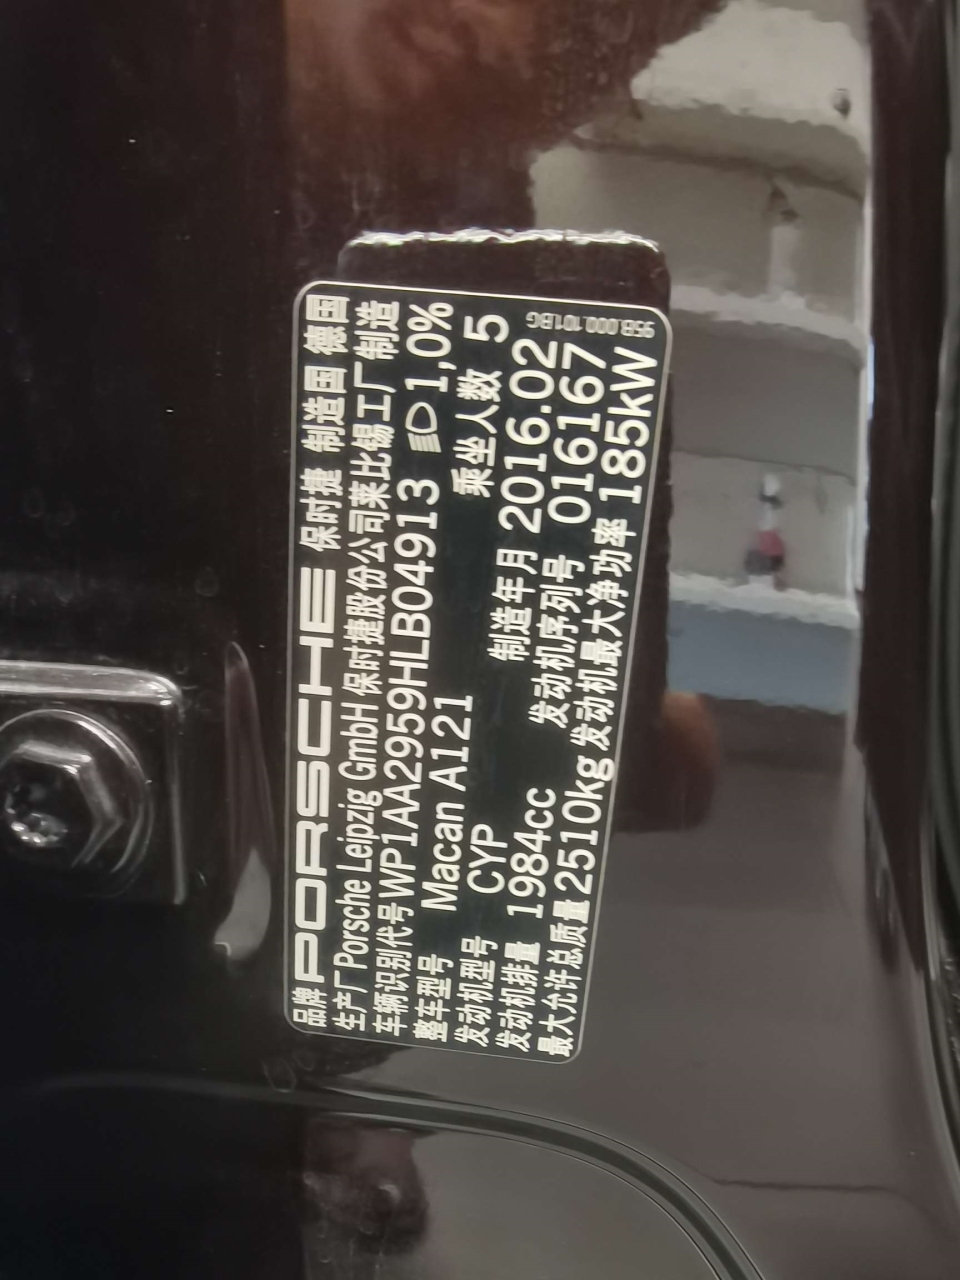 品牌 PORSCHE 保时捷 制造国 德国
生产厂 Porsche Leipzig GmbH 保时捷股份公司莱比锡工厂制造
车辆识别代号 WP1AA2959HLB04913 1,0%
整车型号 Macan A121 乘坐人数 5
发动机型号 CYP 制造年月 2016.02
发动机排量 1984cc 发动机序列号 016167
最大允许总质量 2510kg 发动机最大净功率 185kW
95B.000.101.BG